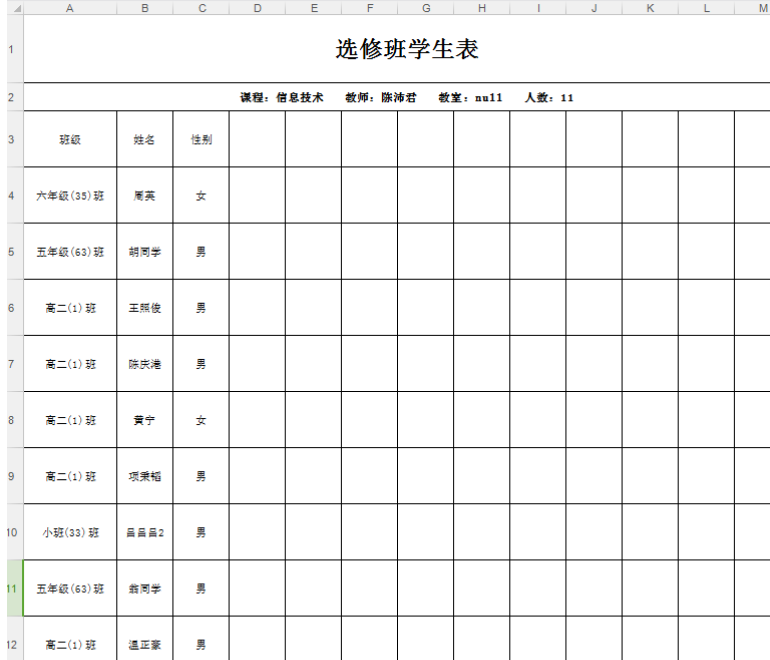 A B C D E F G H I J K L M
1 选修班学生表
2 课程：信息技术 教师：陈沛君 教室：null 人数：11
3 班级 姓名 性别
4 六年级(35)班 周英 女
5 五年级(63)班 胡同学 男
6 高二(1)班 王照俊 男
7 高二(1)班 陈庆港 男
8 高二(1)班 黄宁 女
9 高二(1)班 项秉韬 男
10 小班(33)班 吕吕吕2 男
11 五年级(63)班 翁同学 男
12 高二(1)班 温正豪 男